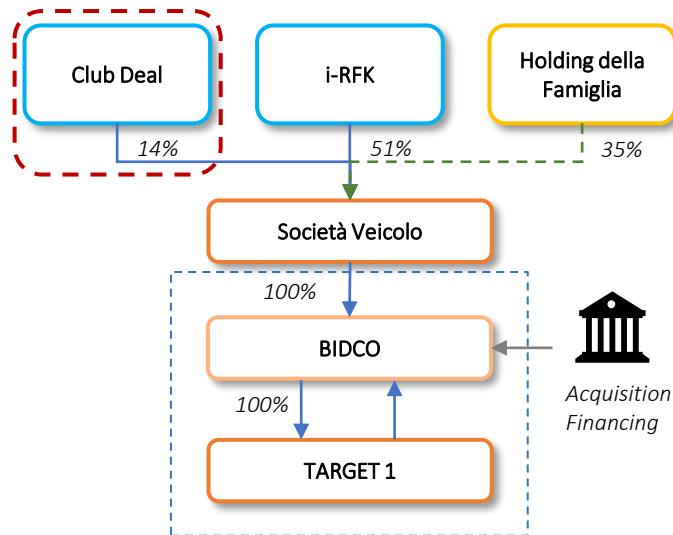 Club Deal
i-RFK
Holding della
Famiglia
14%
51%
35%
Società Veicolo
100%
BIDCO
100%
Acquisition
Financing
TARGET 1